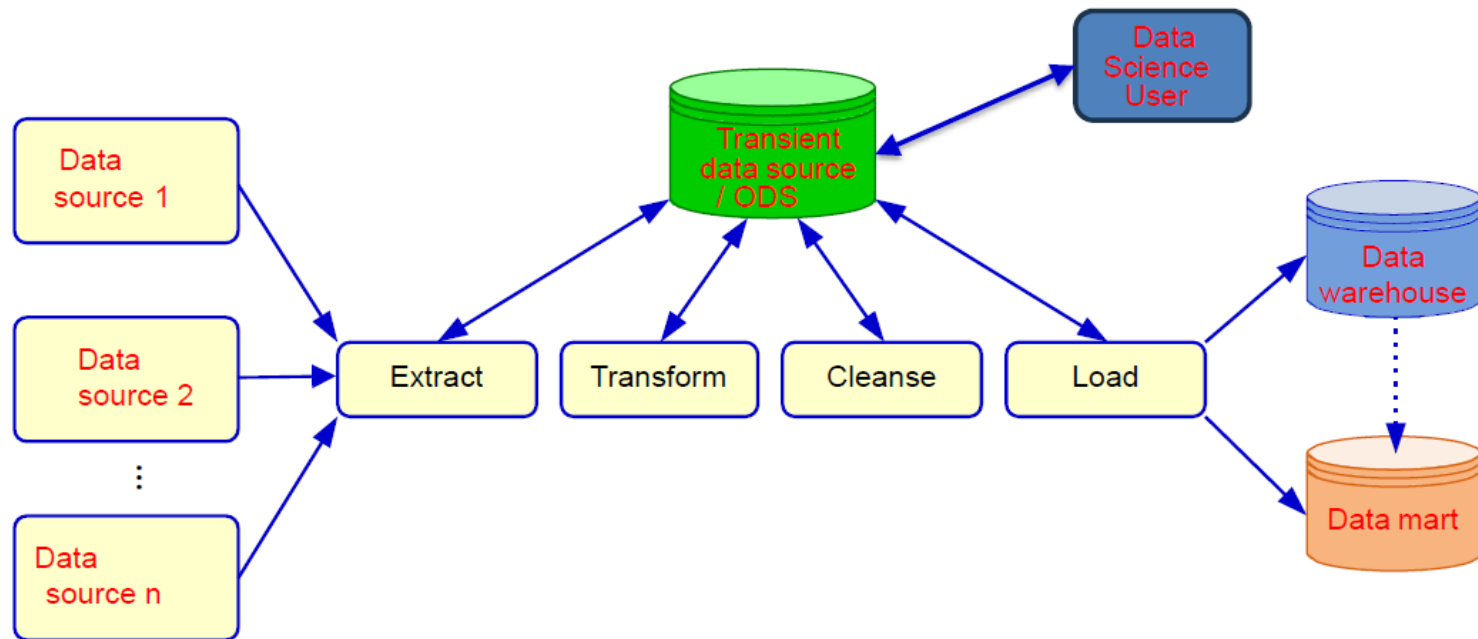 Data
Science
User
Transient
data source
/ ODS
Data
source 1
Data
source 2
⋮
Data
source n
Extract
Transform
Cleanse
Load
Data
warehouse
Data mart